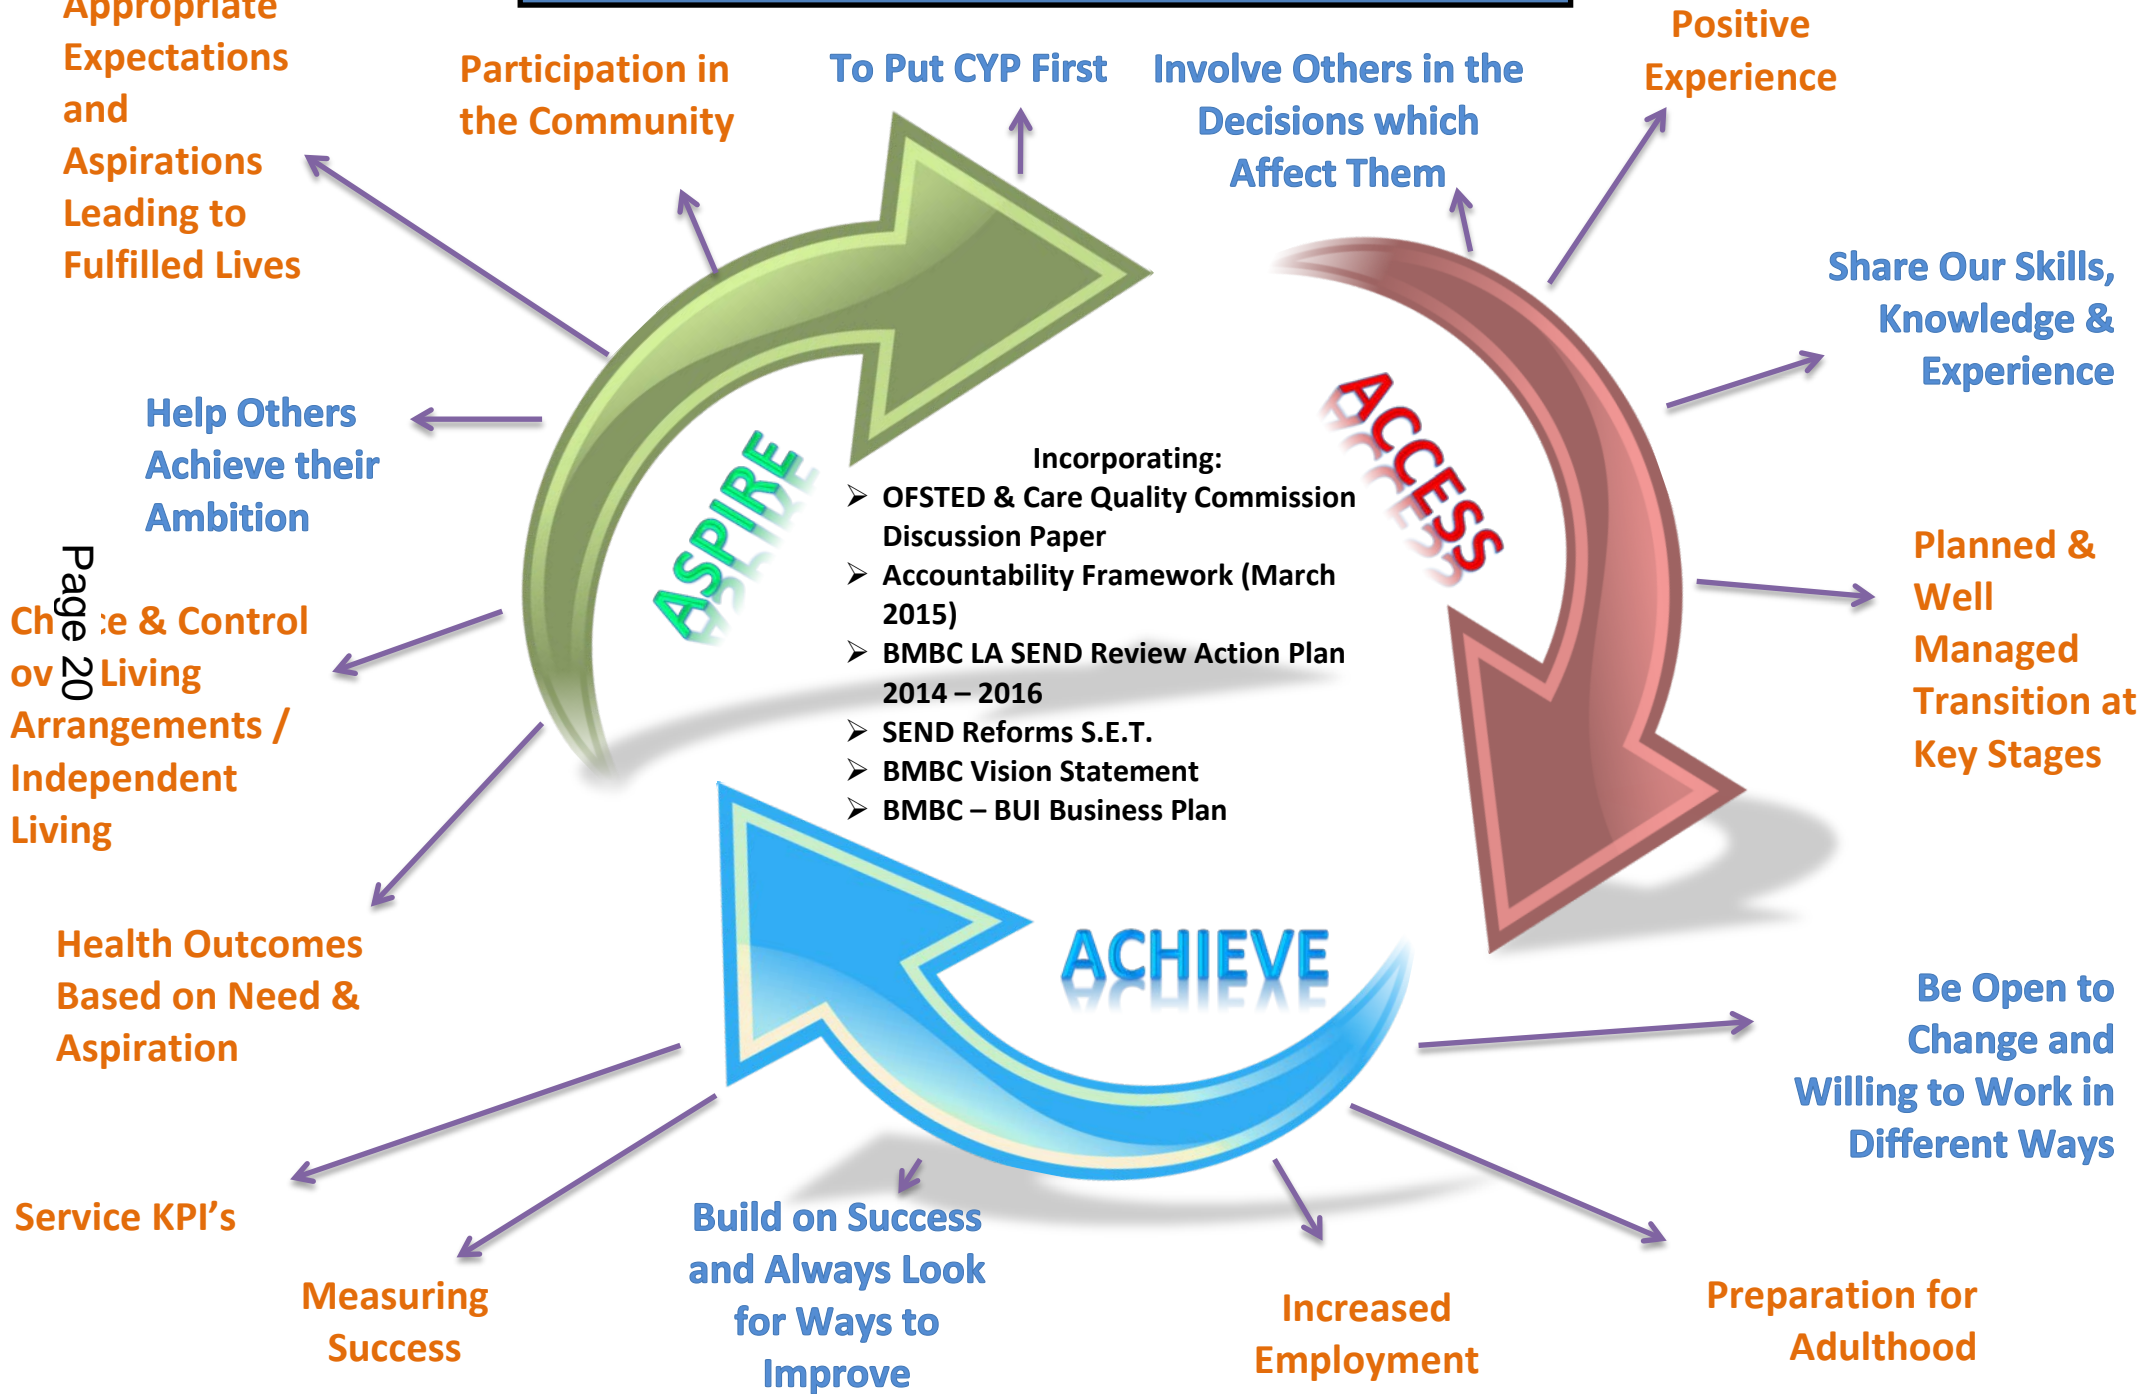 Appropriate
Expectations
and
Aspirations
Leading to
Fulfilled Lives
Participation in
the Community
To Put CYP First
Involve Others in the
Decisions which
Affect Them
Positive
Experience
Share Our Skills,
Knowledge &
Experience
Help Others
Achieve their
Ambition
ASPIRE
ACCESS
Incorporating:
OFSTED & Care Quality Commission
Discussion Paper
Accountability Framework (March
2015)
BMBC LA SEND Review Action Plan
2014 – 2016
SEND Reforms S.E.T.
BMBC Vision Statement
BMBC – BUI Business Plan
Planned &
Well
Managed
Transition at
Key Stages
Page 20
& Control
Living
Arrangements /
Independent
Living
Health Outcomes
Based on Need &
Aspiration
ACHIEVE
Be Open to
Change and
Willing to Work in
Different Ways
Service KPI's
Measuring
Success
Build on Success
and Always Look
for Ways to
Improve
Increased
Employment
Preparation for
Adulthood